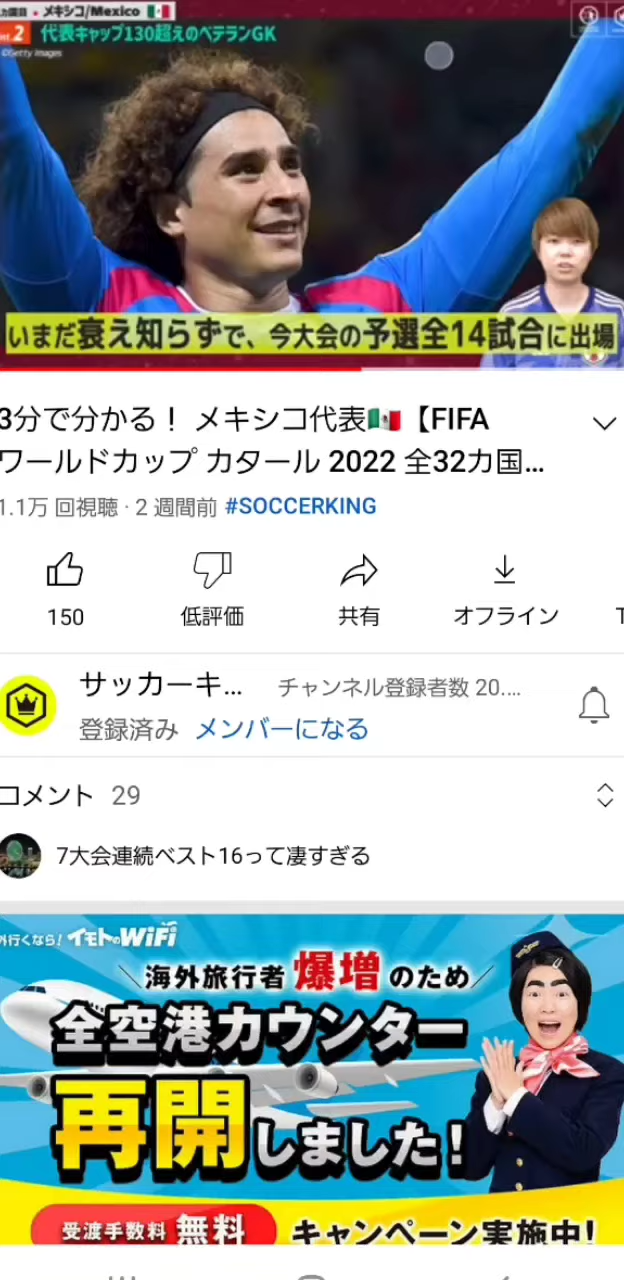 カ国目 • メキシコ/Mexico
2 代表キャップ130超えのベテランGK
©Getty Images
いまだ衰え知らずで、今大会の予選全14試合に出場
3分で分かる！ メキシコ代表🇲🇽【FIFA
ワールドカップ カタール 2022 全32カ国...
1.1万 回視聴 · 2 週間前 #SOCCERKING
150 低評価 共有 オフライン
サッカーキ... チャンネル登録者数 20....
登録済み メンバーになる
コメント 29
7大会連続ベスト16って凄すぎる
外行くなら! イモトのWiFi
海外旅行者 爆増 のため
全空港カウンター
再開しました!
受渡手数料 無料 キャンペーン実施中!